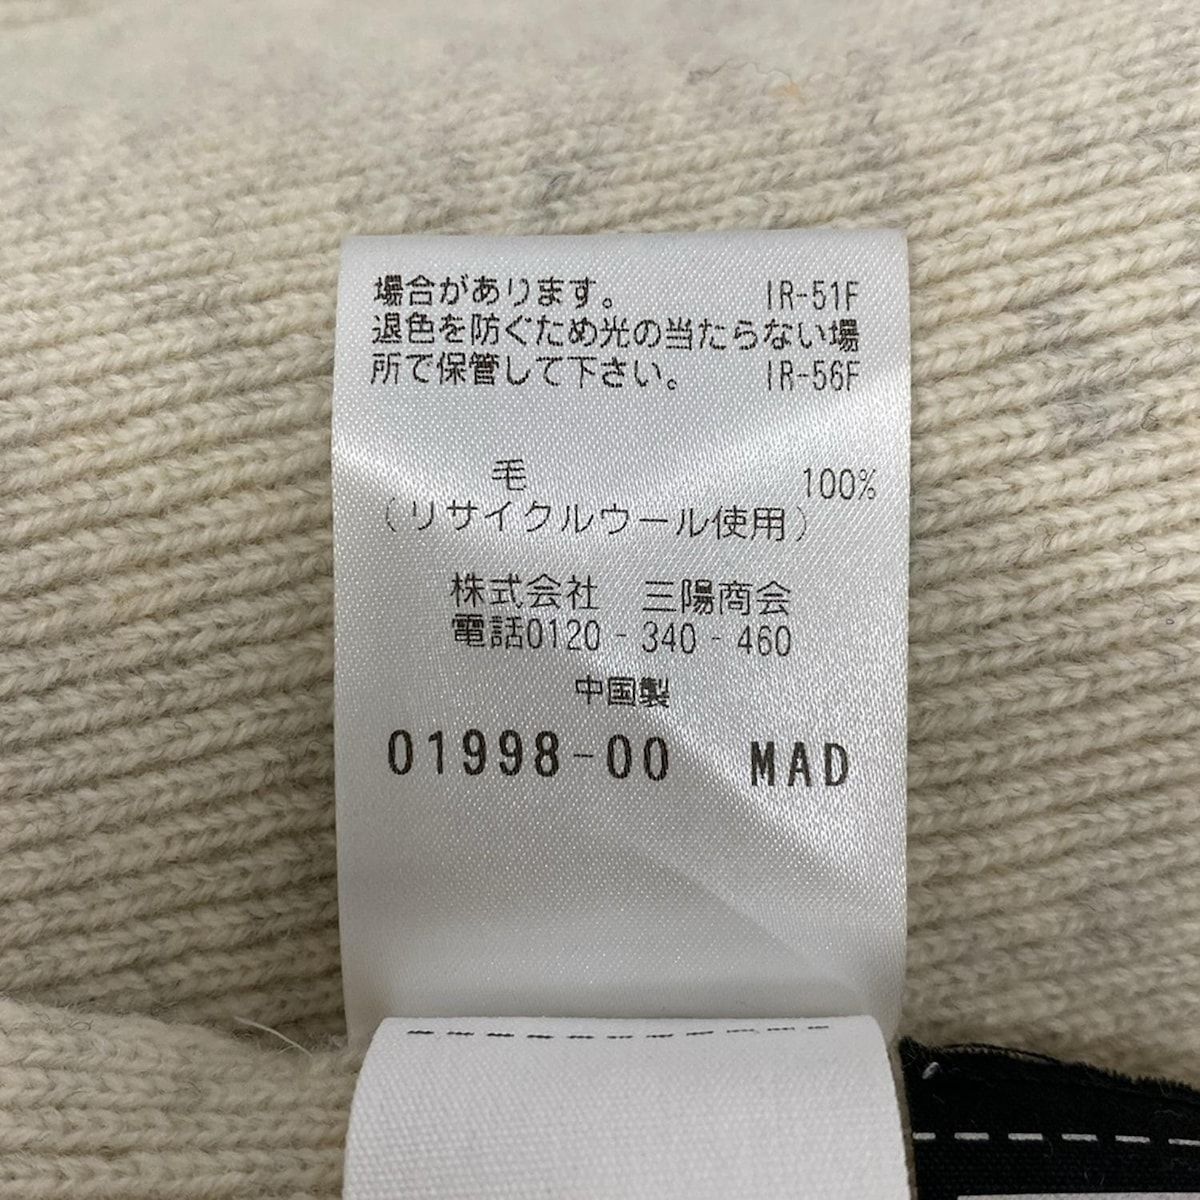 場合があります。 IR-51F
退色を防ぐため光の当たらない場
所で保管して下さい。 IR-56F
毛 100%
(リサイクルウール使用)
株式会社 三陽商会
電話0120-340-460
中国製
01998-00 MAD